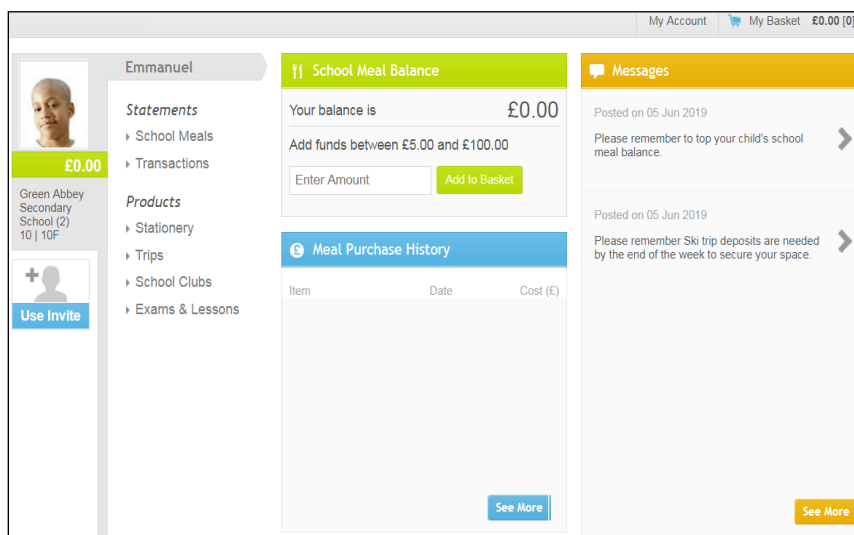 My Account
My Basket £0.00 [0]
£0.00
Green Abbey
Secondary
School (2)
10 | 10F
Use Invite
Emmanuel
Statements
School Meals
Transactions
Products
Stationery
Trips
School Clubs
Exams & Lessons
School Meal Balance
Your balance is £0.00
Add funds between £5.00 and £100.00
Enter Amount Add to Basket
Meal Purchase History
Item Date Cost (£)
See More
Messages
Posted on 05 Jun 2019
Please remember to top your child's school
meal balance.
Posted on 05 Jun 2019
Please remember Ski trip deposits are needed
by the end of the week to secure your space.
See More